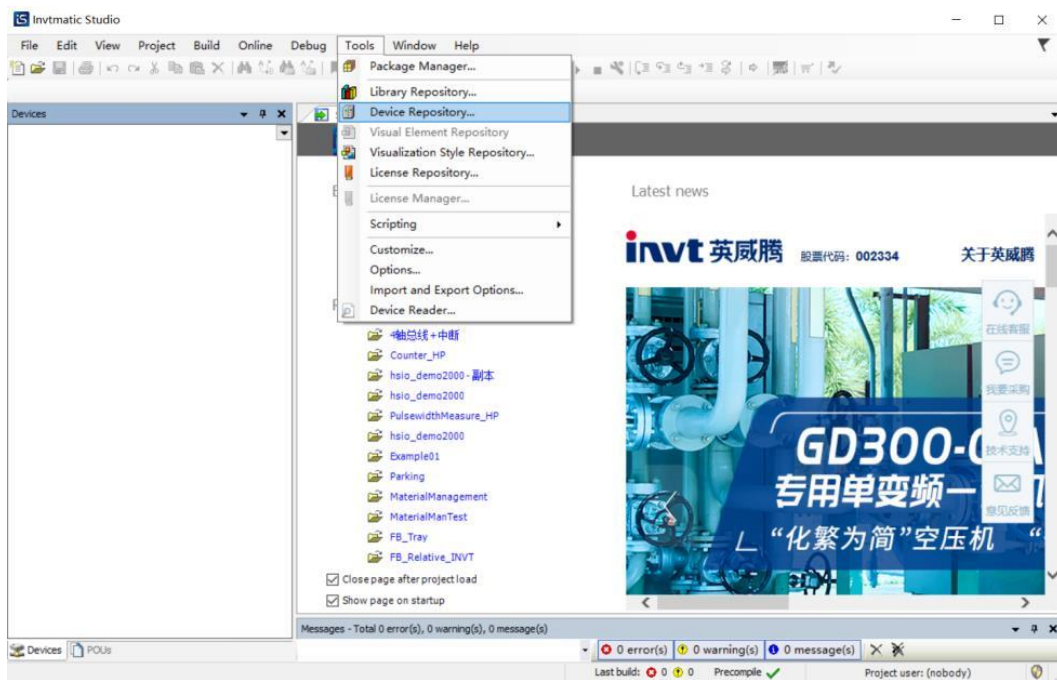 Invtmatic Studio
File Edit View Project Build Online Debug Tools Window Help
Package Manager...
Library Repository...
Device Repository...
Visual Element Repository
Visualization Style Repository...
License Repository...
License Manager...
Scripting
Customize...
Options...
Import and Export Options...
Device Reader...
Devices
Latest news
invt 英威腾 股票代码：002334 关于英威腾
在线客服
我要采购
技术支持
意见反馈
GD300-
专用单变频一
“化繁为简”空压机 “
4轴总线+中断
Counter_HP
hsio_demo2000 - 副本
hsio_demo2000
PulsewidthMeasure_HP
hsio_demo2000
Example01
Parking
MaterialManagement
MaterialManTest
FB_Tray
FB_Relative_INVT
Close page after project load
Show page on startup
Messages - Total 0 error(s), 0 warning(s), 0 message(s)
Devices POUs
0 error(s) 0 warning(s) 0 message(s)
Last build: 0 0 Precompile Project user: (nobody)